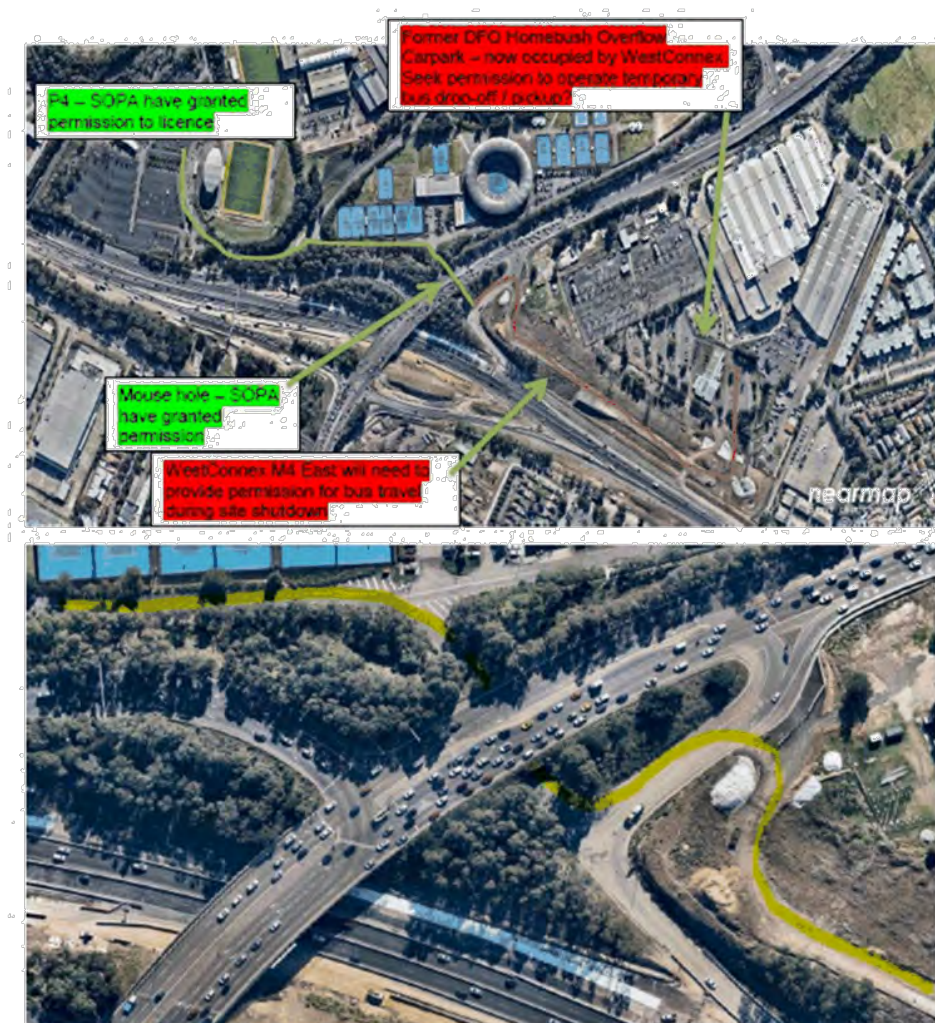 Former DFO Homebush Overflow
Carpark – now occupied by WestConnex.
Seek permission to operate temporary
bus drop-off / pickup?
P4 – SOPA have granted
permission to licence
Mouse hole – SOPA
have granted
permission
WestConnex M4 East will need to
provide permission for bus travel
during site shutdown
nearmap